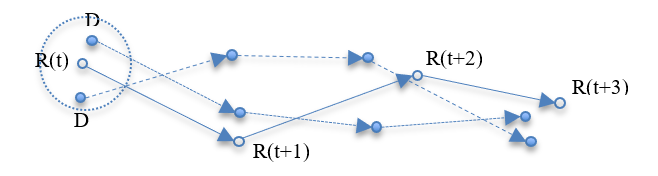 D
R(t)
R(t+2)
R(t+3)
D
R(t+1)